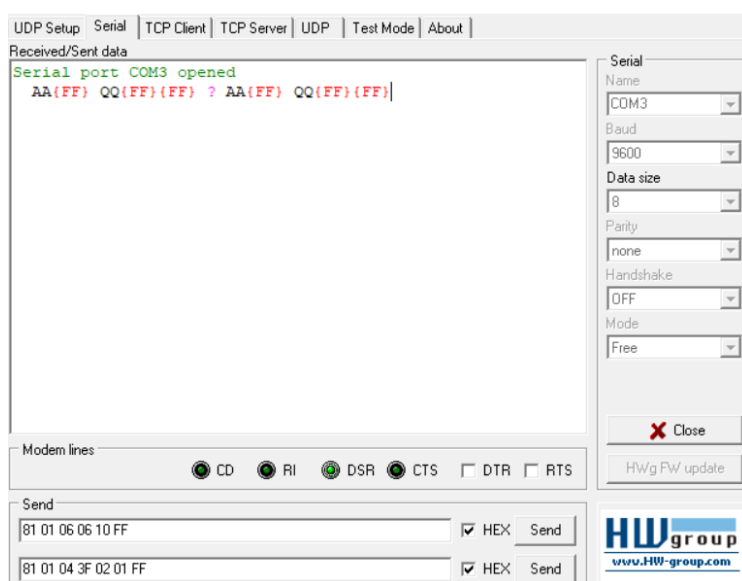 UDP Setup Serial TCP Client TCP Server UDP Test Mode About
Received/Sent data
Serial port COM3 opened
AA{FF} QQ{FF}{FF} ? AA{FF} QQ{FF}{FF}
Serial
Name
COM3
Baud
9600
Data size
8
Parity
none
Handshake
OFF
Mode
Free
Close
HWg FW update
Modem lines
CD RI DSR CTS DTR RTS
Send
81 01 06 06 10 FF HEX Send
81 01 04 3F 02 01 FF HEX Send
HW group
www.HW-group.com